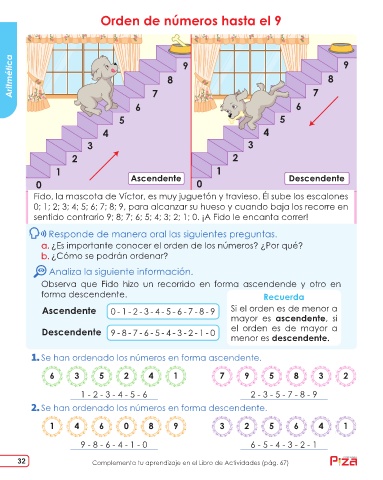 Orden de números hasta el 9
Aritmética
0
1
2
3
4
5
6
7
8
9
Ascendente
0
1
2
3
4
5
6
7
8
9
Descendente
Fido, la mascota de Víctor, es muy juguetón y travieso. Él sube los escalones
0; 1; 2; 3; 4; 5; 6; 7; 8; 9, para alcanzar su hueso y cuando baja los recorre en
sentido contrario 9; 8; 7; 6; 5; 4; 3; 2; 1; 0. ¡A Fido le encanta correr!
Responde de manera oral las siguientes preguntas.
a. ¿Es importante conocer el orden de los números? ¿Por qué?
b. ¿Cómo se podrán ordenar?
Analiza la siguiente información.
Observa que Fido hizo un recorrido en forma ascendente y otro en
forma descendente.
Ascendente 0 - 1 - 2 - 3 - 4 - 5 - 6 - 7 - 8 - 9
Descendente 9 - 8 - 7 - 6 - 5 - 4 - 3 - 2 - 1 - 0
Recuerda
Si el orden es de menor a
mayor es ascendente, si
el orden es de mayor a
menor es descendente.
1. Se han ordenado los números en forma ascendente.
6 3 5 2 4 1 7 9 5 8 3 2
1 - 2 - 3 - 4 - 5 - 6 2 - 3 - 5 - 7 - 8 - 9
2. Se han ordenado los números en forma descendente.
1 4 6 0 8 9 3 2 5 6 4 1
9 - 8 - 6 - 4 - 1 - 0 6 - 5 - 4 - 3 - 2 - 1
32 Complementa tu aprendizaje en el Libro de Actividades (pág. 67)